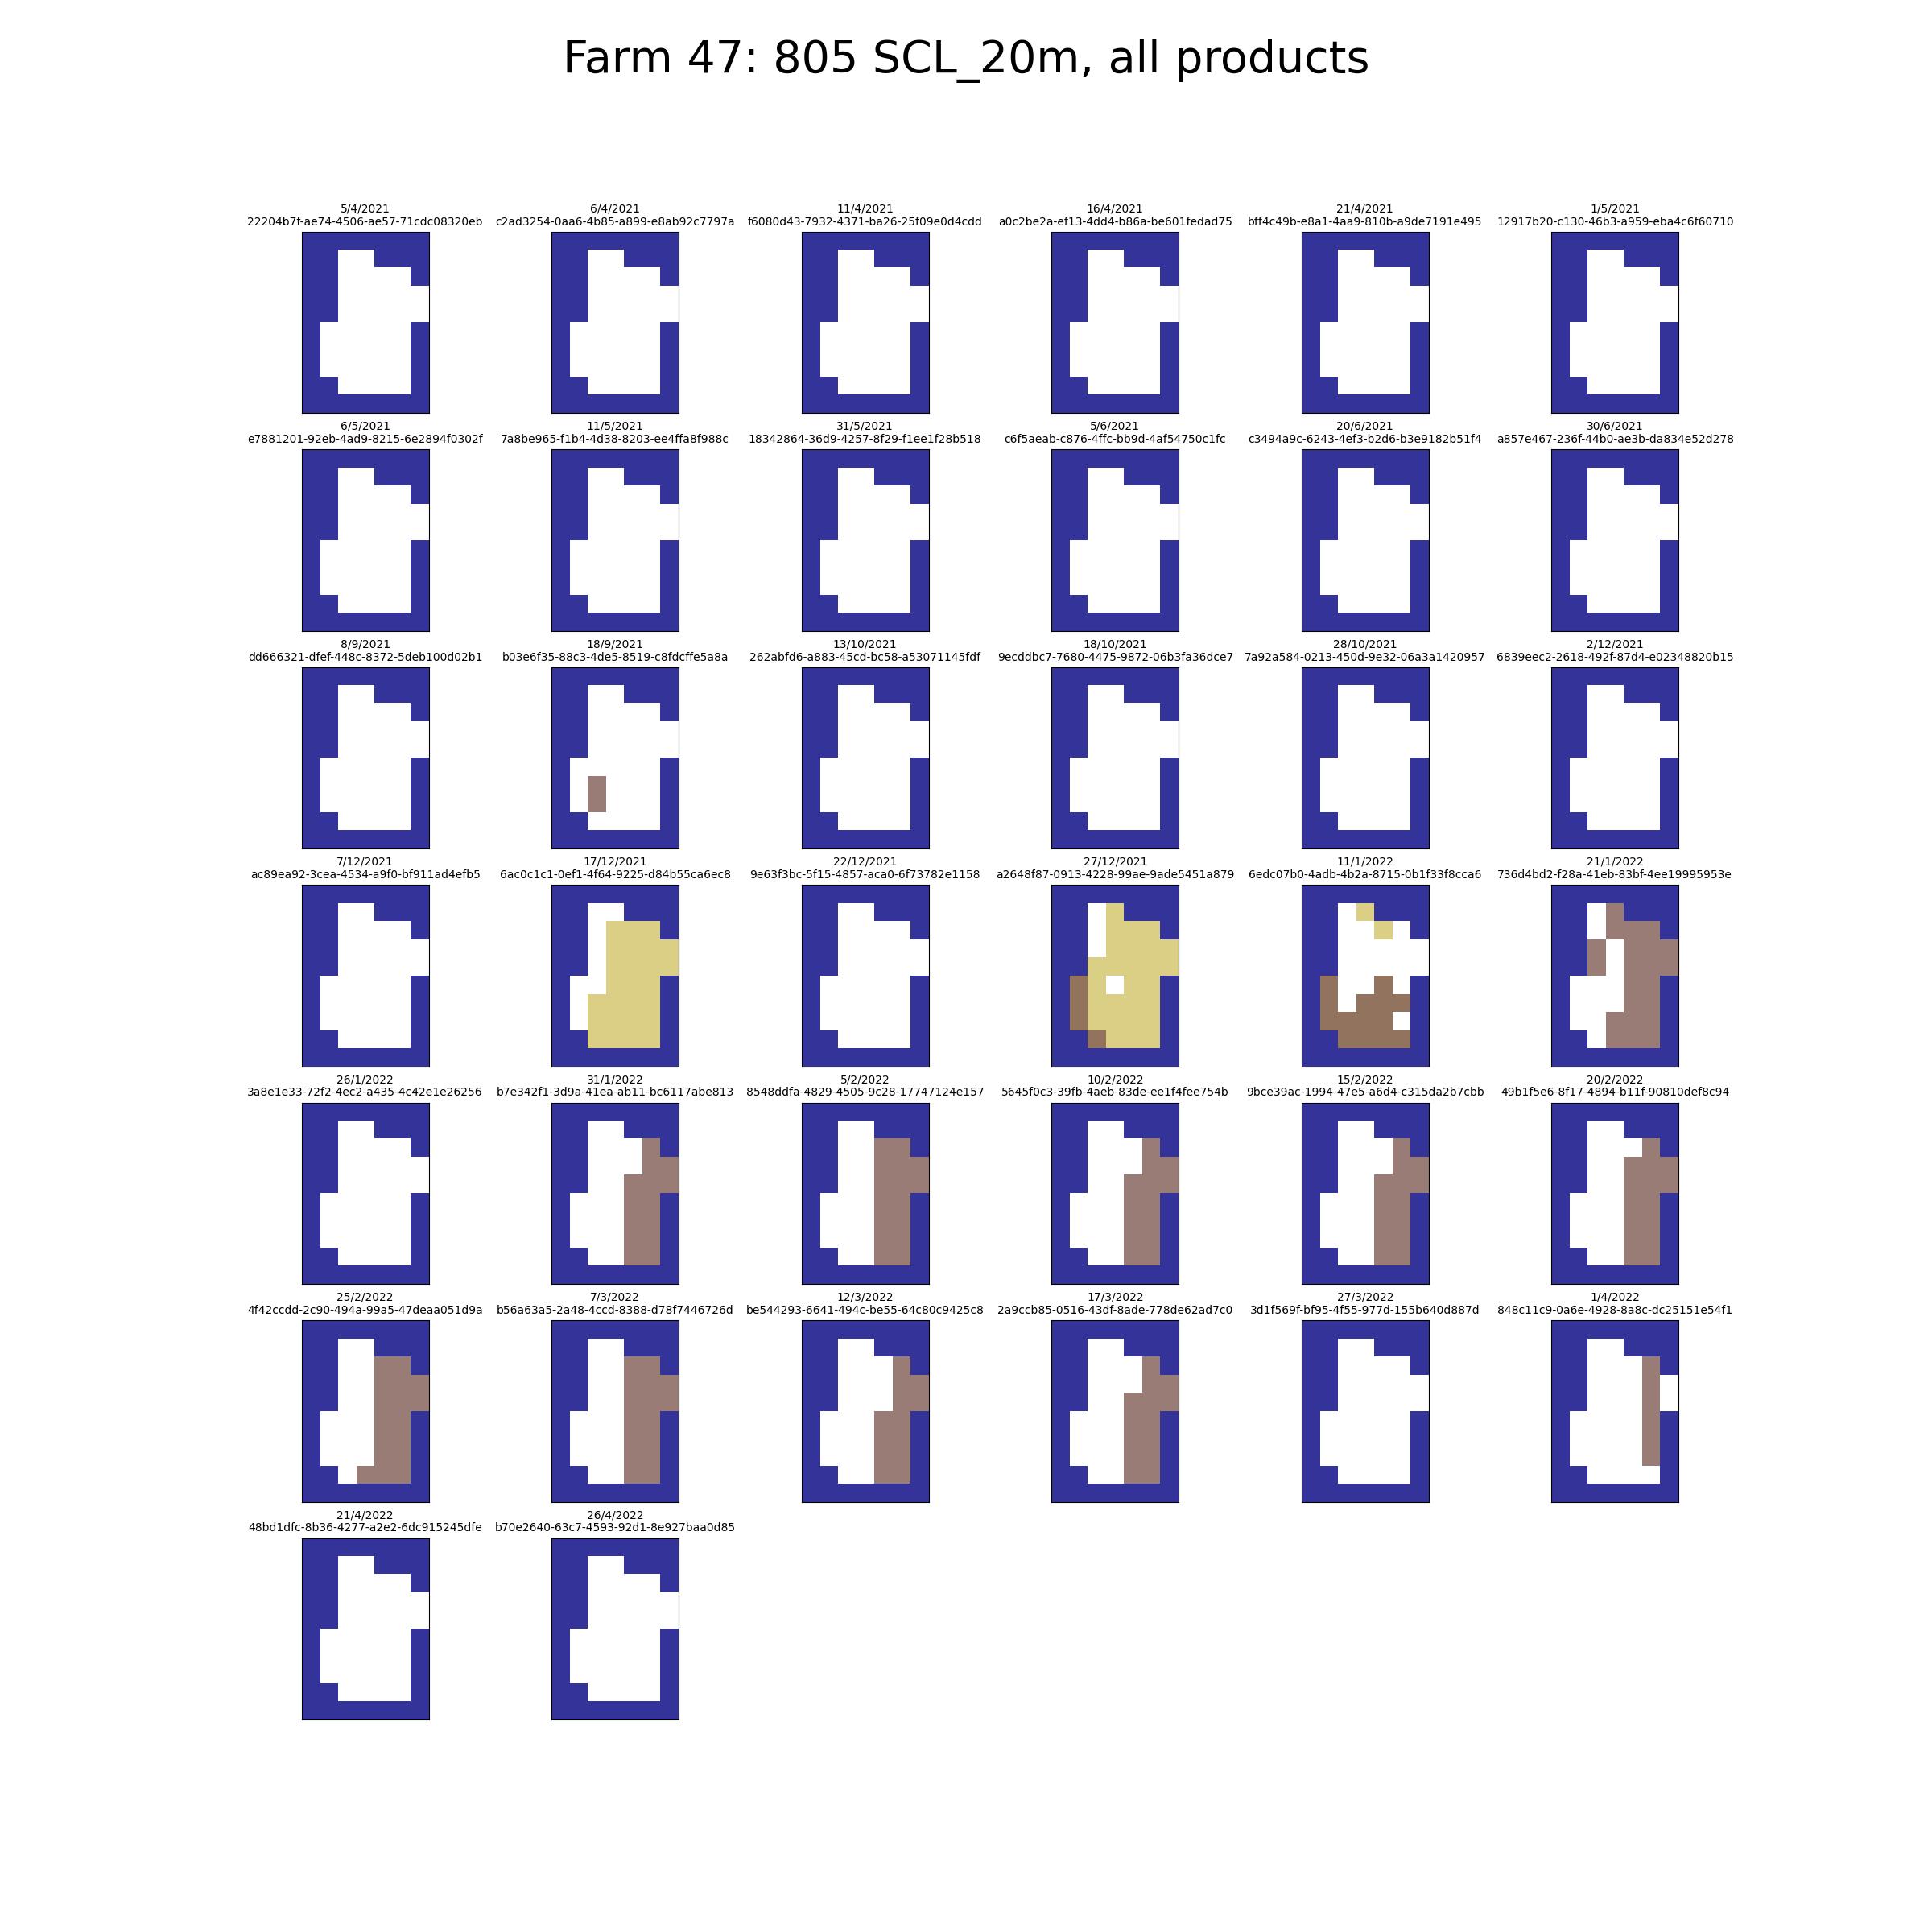 Farm 47: 805 SCL_20m, all products
5/4/2021
22204b7f-ae74-4506-ae57-71cdc08320eb
6/4/2021
c2ad3254-0aa6-4b85-a899-e8ab92c7797a
11/4/2021
f6080d43-7932-4371-ba26-25f09e0d4cdd
16/4/2021
a0c2be2a-ef13-4dd4-b86a-be601fedad75
21/4/2021
bff4c49b-e8a1-4aa9-810b-a9de7191e495
1/5/2021
12917b20-c130-46b3-a959-eba4c6f60710
6/5/2021
e7881201-92eb-4ad9-8215-6e2894f0302f
11/5/2021
7a8be965-f1b4-4d38-8203-ee4ffa8f988c
31/5/2021
18342864-36d9-4257-8f29-f1ee1f28b518
5/6/2021
c6f5aeab-c876-4ffc-bb9d-4af54750c1fc
20/6/2021
c3494a9c-6243-4ef3-b2d6-b3e9182b51f4
30/6/2021
a857e467-236f-44b0-ae3b-da834e52d278
8/9/2021
dd666321-dfef-448c-8372-5deb100d02b1
18/9/2021
b03e6f35-88c3-4de5-8519-c8fdcffe5a8a
13/10/2021
262abfd6-a883-45cd-bc58-a53071145fdf
18/10/2021
9ecddbc7-7680-4475-9872-06b3fa36dce7
28/10/2021
7a92a584-0213-450d-9e32-06a3a1420957
2/12/2021
6839eec2-2618-492f-87d4-e02348820b15
7/12/2021
ac89ea92-3cea-4534-a9f0-bf911ad4efb5
17/12/2021
6ac0c1c1-0ef1-4f64-9225-d84b55ca6ec8
22/12/2021
9e63f3bc-5f15-4857-aca0-6f73782e1158
27/12/2021
a2648f87-0913-4228-99ae-9ade5451a879
11/1/2022
6edc07b0-4adb-4b2a-8715-0b1f33f8cca6
21/1/2022
736d4bd2-f28a-41eb-83bf-4ee19995953e
26/1/2022
3a8e1e33-72f2-4ec2-a435-4c42e1e26256
31/1/2022
b7e342f1-3d9a-41ea-ab11-bc6117abe813
5/2/2022
8548ddfa-4829-4505-9c28-17747124e157
10/2/2022
5645f0c3-39fb-4aeb-83de-ee1f4fee754b
15/2/2022
9bce39ac-1994-47e5-a6d4-c315da2b7cbb
20/2/2022
49b1f5e6-8f17-4894-b11f-90810def8c94
25/2/2022
4f42ccdd-2c90-494a-99a5-47deaa051d9a
7/3/2022
b56a63a5-2a48-4ccd-8388-d78f7446726d
12/3/2022
be544293-6641-494c-be55-64c80c9425c8
17/3/2022
2a9ccb85-0516-43df-8ade-778de62ad7c0
27/3/2022
3d1f569f-bf95-4f55-977d-155b640d887d
1/4/2022
848c11c9-0a6e-4928-8a8c-dc25151e54f1
21/4/2022
48bd1dfc-8b36-4277-a2e2-6dc915245dfe
26/4/2022
b70e2640-63c7-4593-92d1-8e927baa0d85